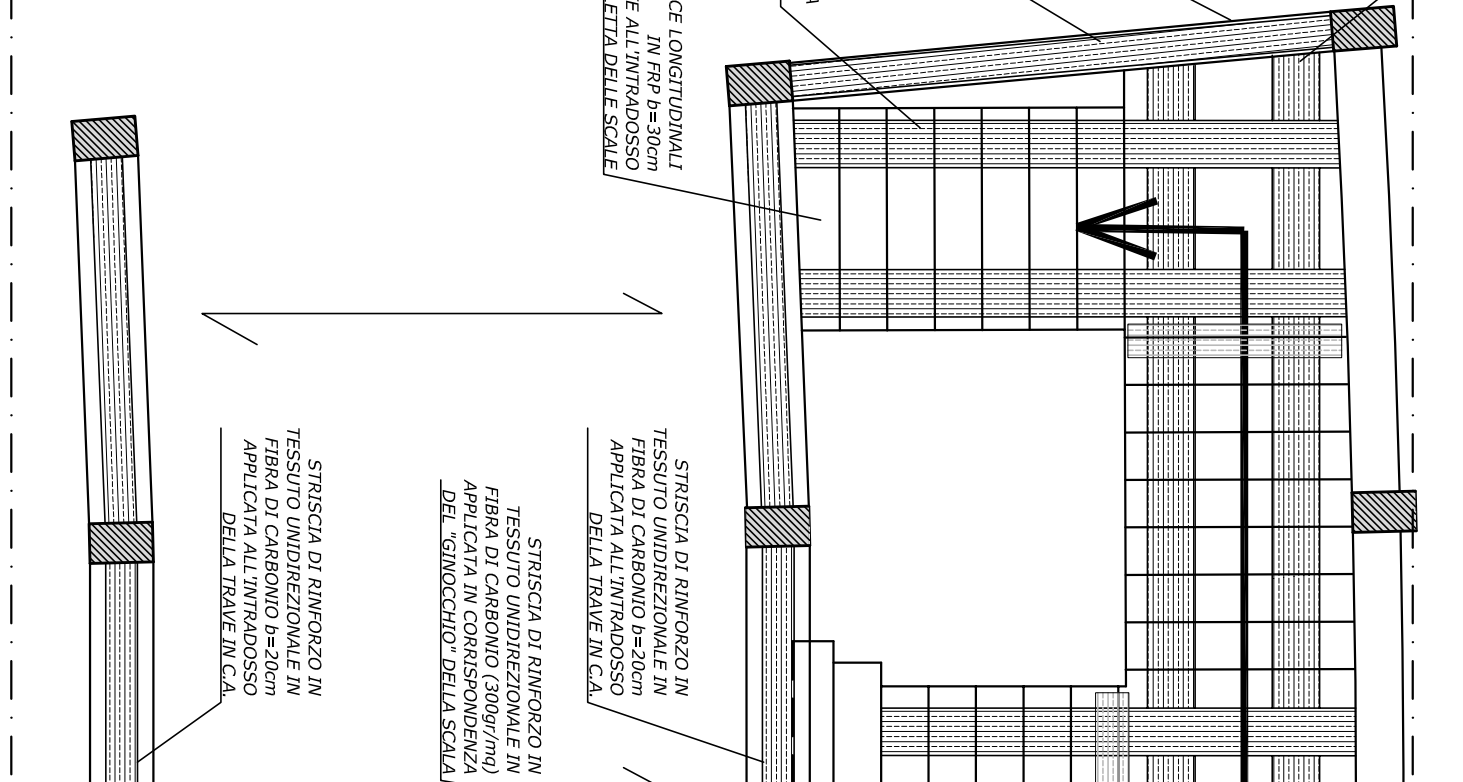 CE LONGITUDINALI
IN FRP b=30cm
TE ALL'INTRADOSSO
ETTA DELLE SCALE
STRISCIA DI RINFORZO IN
TESSUTO UNIDIREZIONALE IN
FIBRA DI CARBONIO b=20cm
APPLICATA ALL'INTRADOSSO
DELLA TRAVE IN C.A.
STRISCIA DI RINFORZO IN
TESSUTO UNIDIREZIONALE IN
FIBRA DI CARBONIO (300gr/mq)
APPLICATA IN CORRISPONDENZA
DEL "GINOCCHIO" DELLA SCALA
STRISCIA DI RINFORZO IN
TESSUTO UNIDIREZIONALE IN
FIBRA DI CARBONIO b=20cm
APPLICATA ALL'INTRADOSSO
DELLA TRAVE IN C.A.